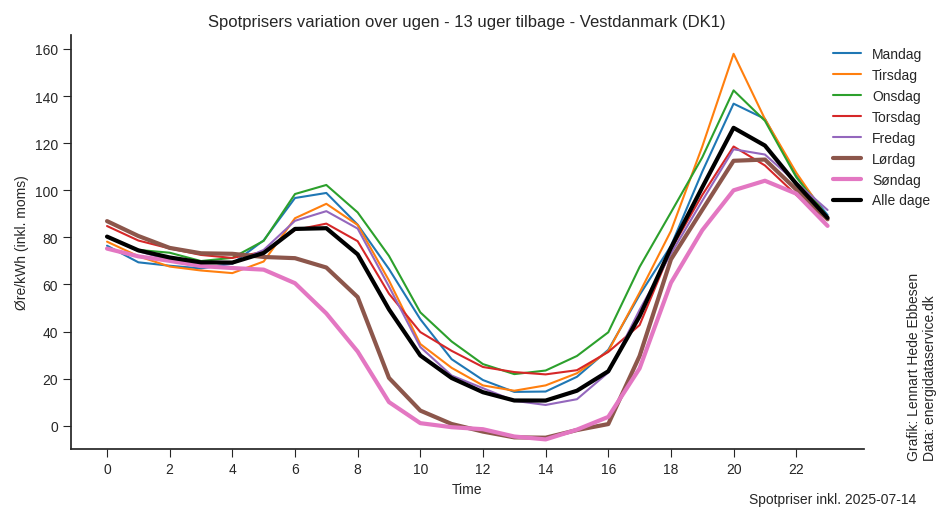 Spotprisers variation over ugen - 13 uger tilbage - Vestdanmark (DK1)
Øre/kWh (inkl. moms)
160
140
120
100
80
60
40
20
0
0 2 4 6 8 10 12 14 16 18 20 22
Time
Mandag
Tirsdag
Onsdag
Torsdag
Fredag
Lørdag
Søndag
Alle dage
Grafik: Lennart Hede Ebbesen
Data: energidataservice.dk
Spotpriser inkl. 2025-07-14